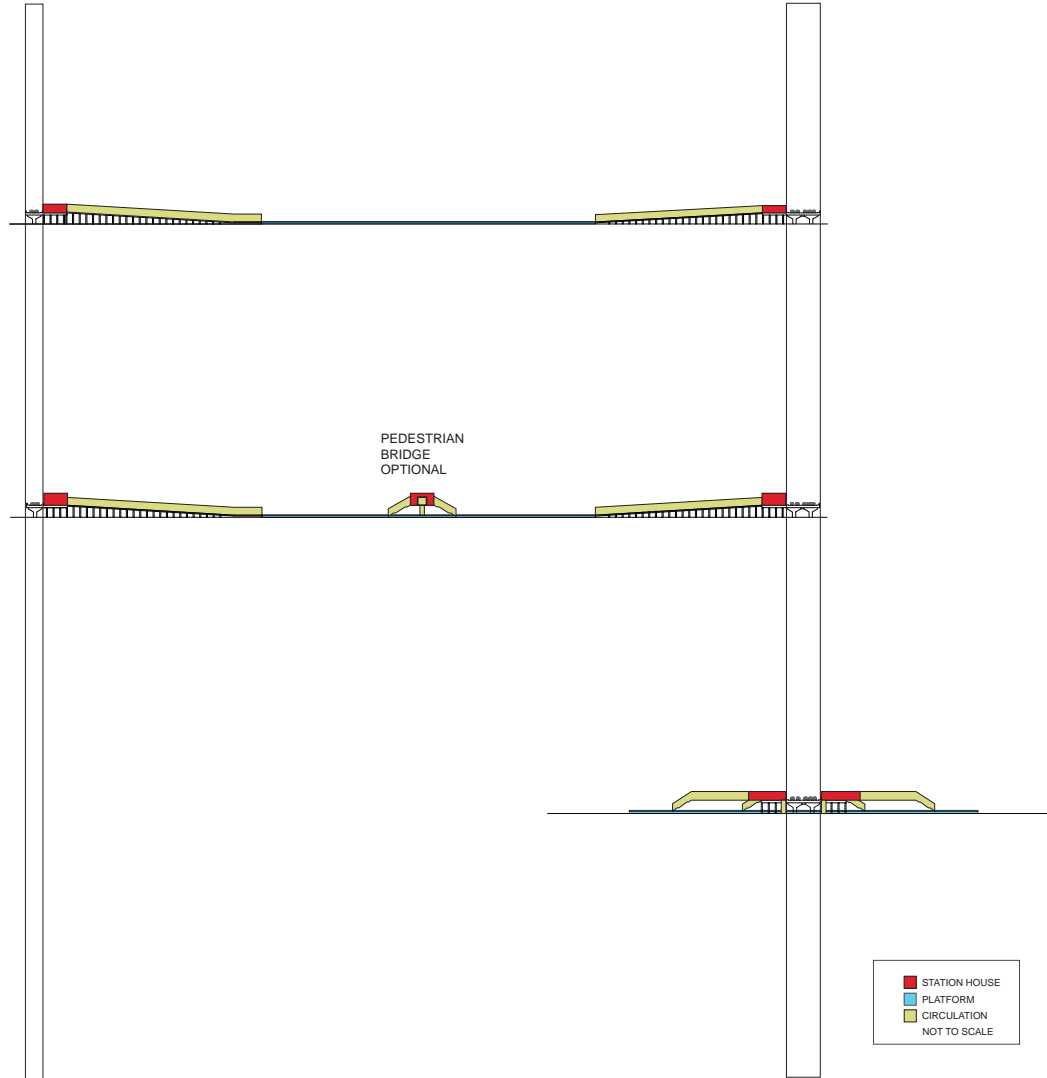 PEDESTRIAN
BRIDGE
OPTIONAL
STATION HOUSE
PLATFORM
CIRCULATION
NOT TO SCALE